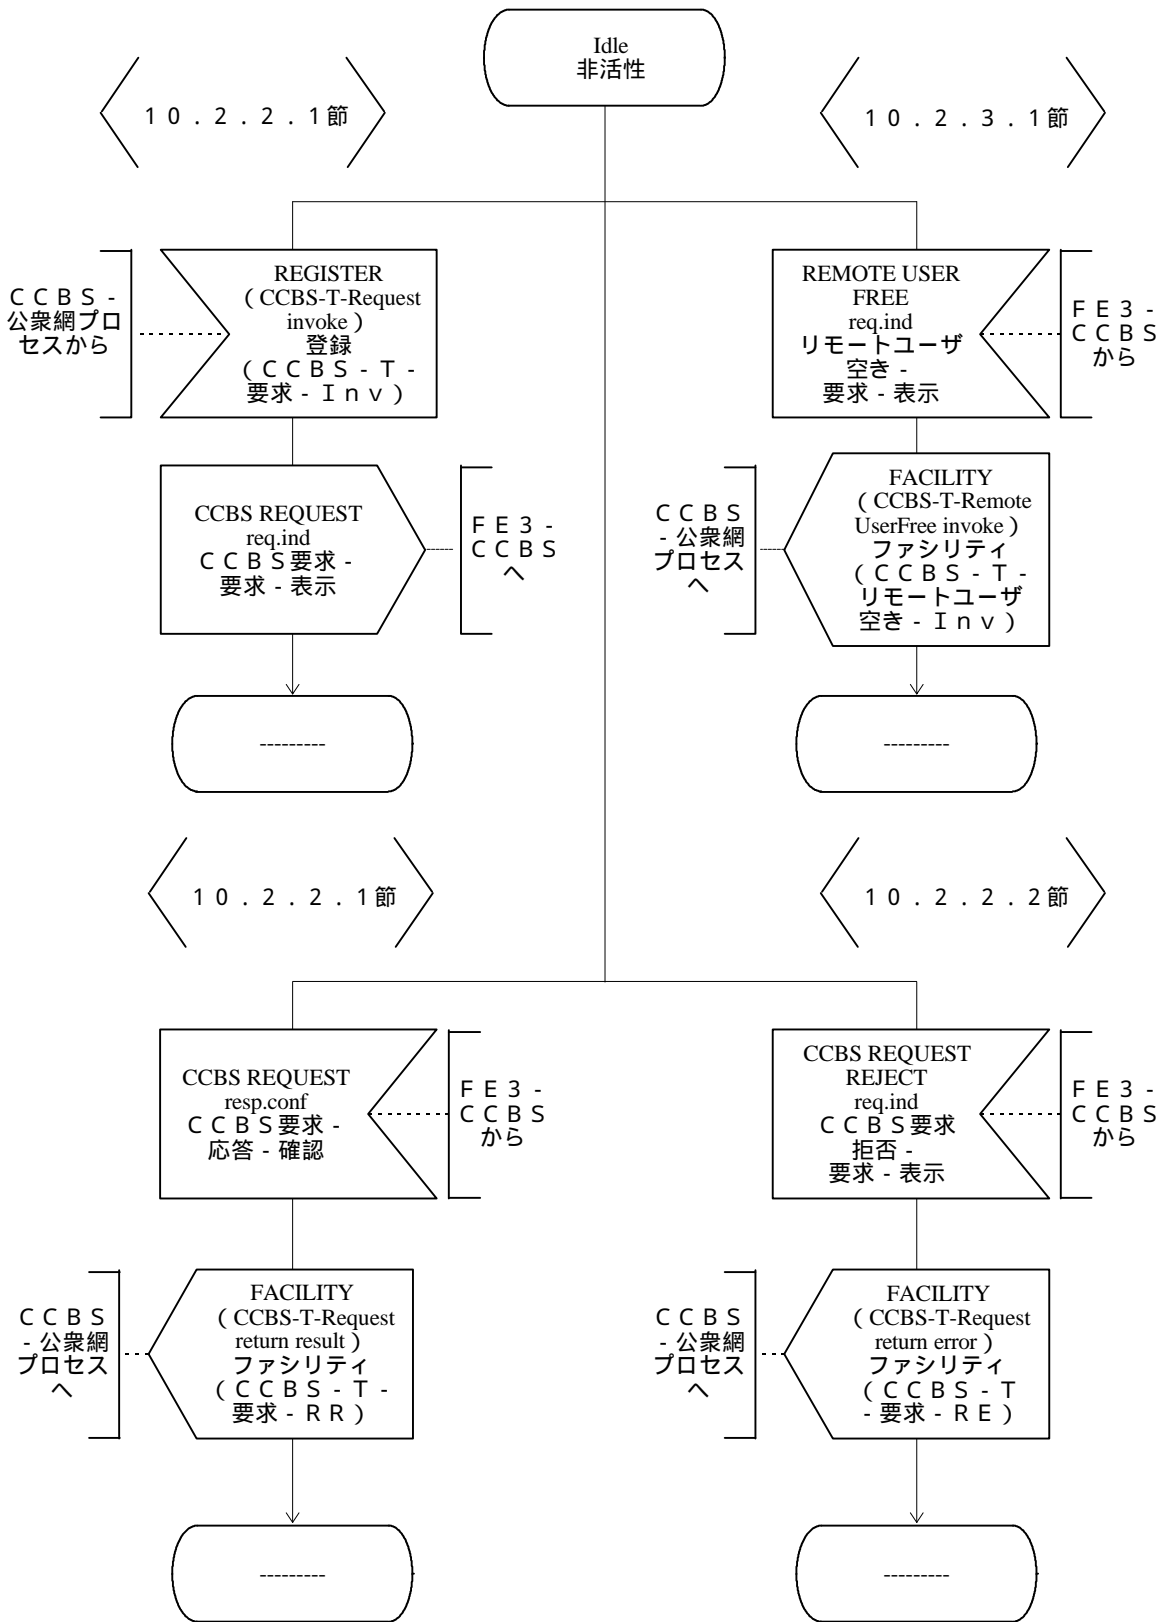 Idle
非活性
１０．２．２．１節
１０．２．３．１節
ＣＣＢＳ-
公衆網プロ
セスから
REGISTER
(CCBS-T-Request
invoke)
登録
(ＣＣＢＳ-Ｔ-
要求-Ｉｎｖ)
REMOTE USER
FREE
req.ind
リモートユーザ
空き-
要求-表示
ＦＥ３-
ＣＣＢＳ
から
CCBS REQUEST
req.ind
ＣＣＢＳ要求-
要求-表示
ＦＥ３-
ＣＣＢＳ
へ
ＣＣＢＳ
-公衆網
プロセス
へ
FACILITY
(CCBS-T-Remote
UserFree invoke)
ファシリティ
(ＣＣＢＳ-Ｔ-
リモートユーザ
空き-Ｉｎｖ)
---------
---------
１０．２．２．１節
１０．２．２．２節
CCBS REQUEST
resp.conf
ＣＣＢＳ要求-
応答-確認
ＦＥ３-
ＣＣＢＳ
から
CCBS REQUEST
REJECT
req.ind
ＣＣＢＳ要求
拒否-
要求-表示
ＦＥ３-
ＣＣＢＳ
から
ＣＣＢＳ
-公衆網
プロセス
へ
FACILITY
(CCBS-T-Request
return result)
ファシリティ
(ＣＣＢＳ-Ｔ-
要求-ＲＲ)
ＣＣＢＳ
-公衆網
プロセス
へ
FACILITY
(CCBS-T-Request
return error)
ファシリティ
(ＣＣＢＳ-Ｔ
-要求-ＲＥ)
---------
---------